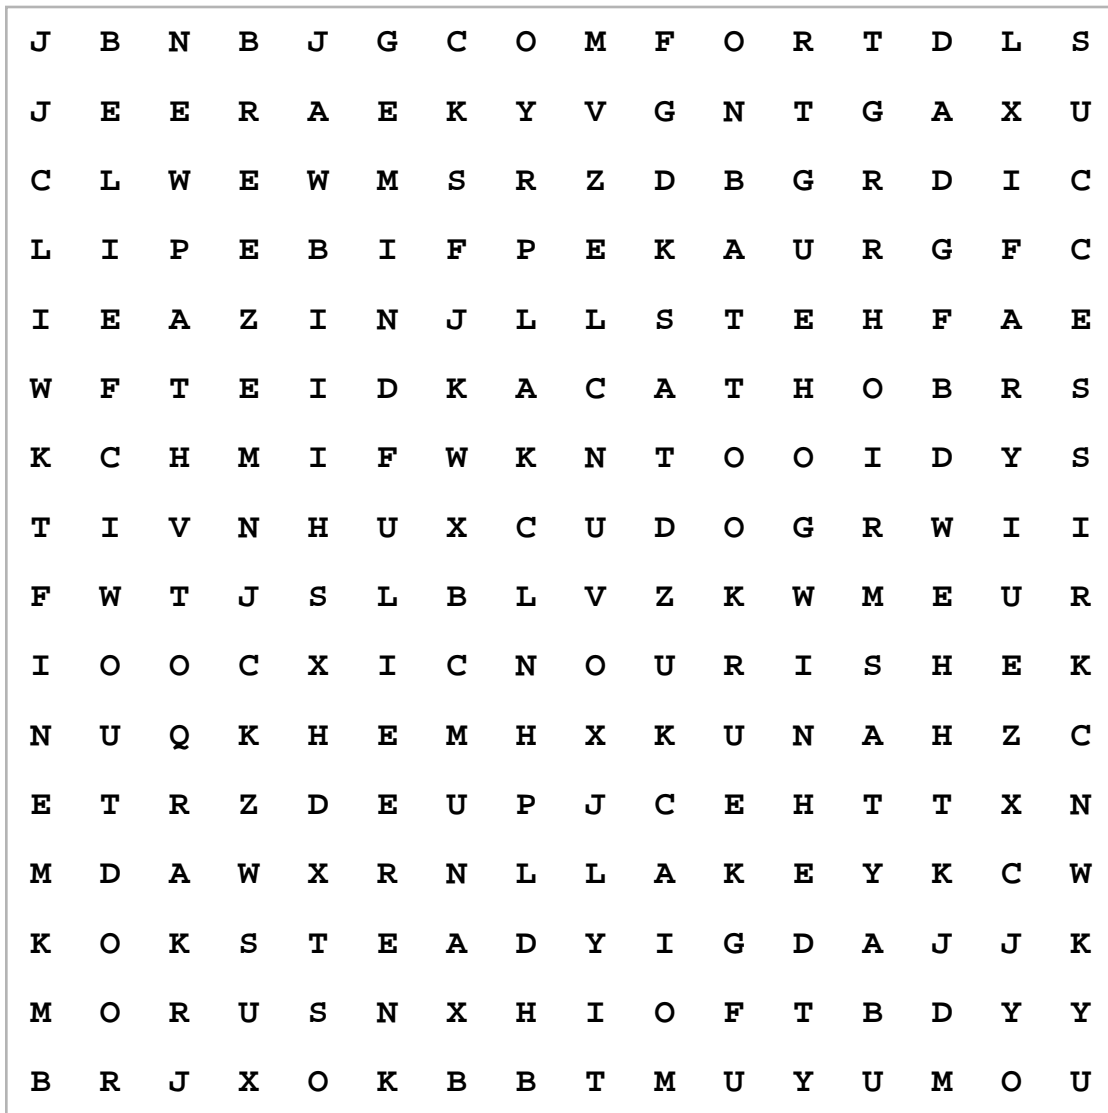 J B N B J G C O M F O R T D L S
J E E R A E K Y V G N T G A X U
C L W E W M S R Z D B G R D I C
L I P E B I F P E K A U R G F C
I E A Z I N J L L S T E H F A E
W F T E I D K A C A T H O B R S
K C H M I F W K N T O O I D Y S
T I V N H U X C U D O G R W I I
F W T J S L B L V Z K W M E U R
I O O C X I C N O U R I S H E K
N U Q K H E M H X K U N A H Z C
E T R Z D E U P J C E H T T X N
M D A W X R N L L A K E Y K C W
K O K S T E A D Y I G D A J J K
M O R U S N X H I O F T B D Y Y
B R J X O K B B T M U Y U M O U